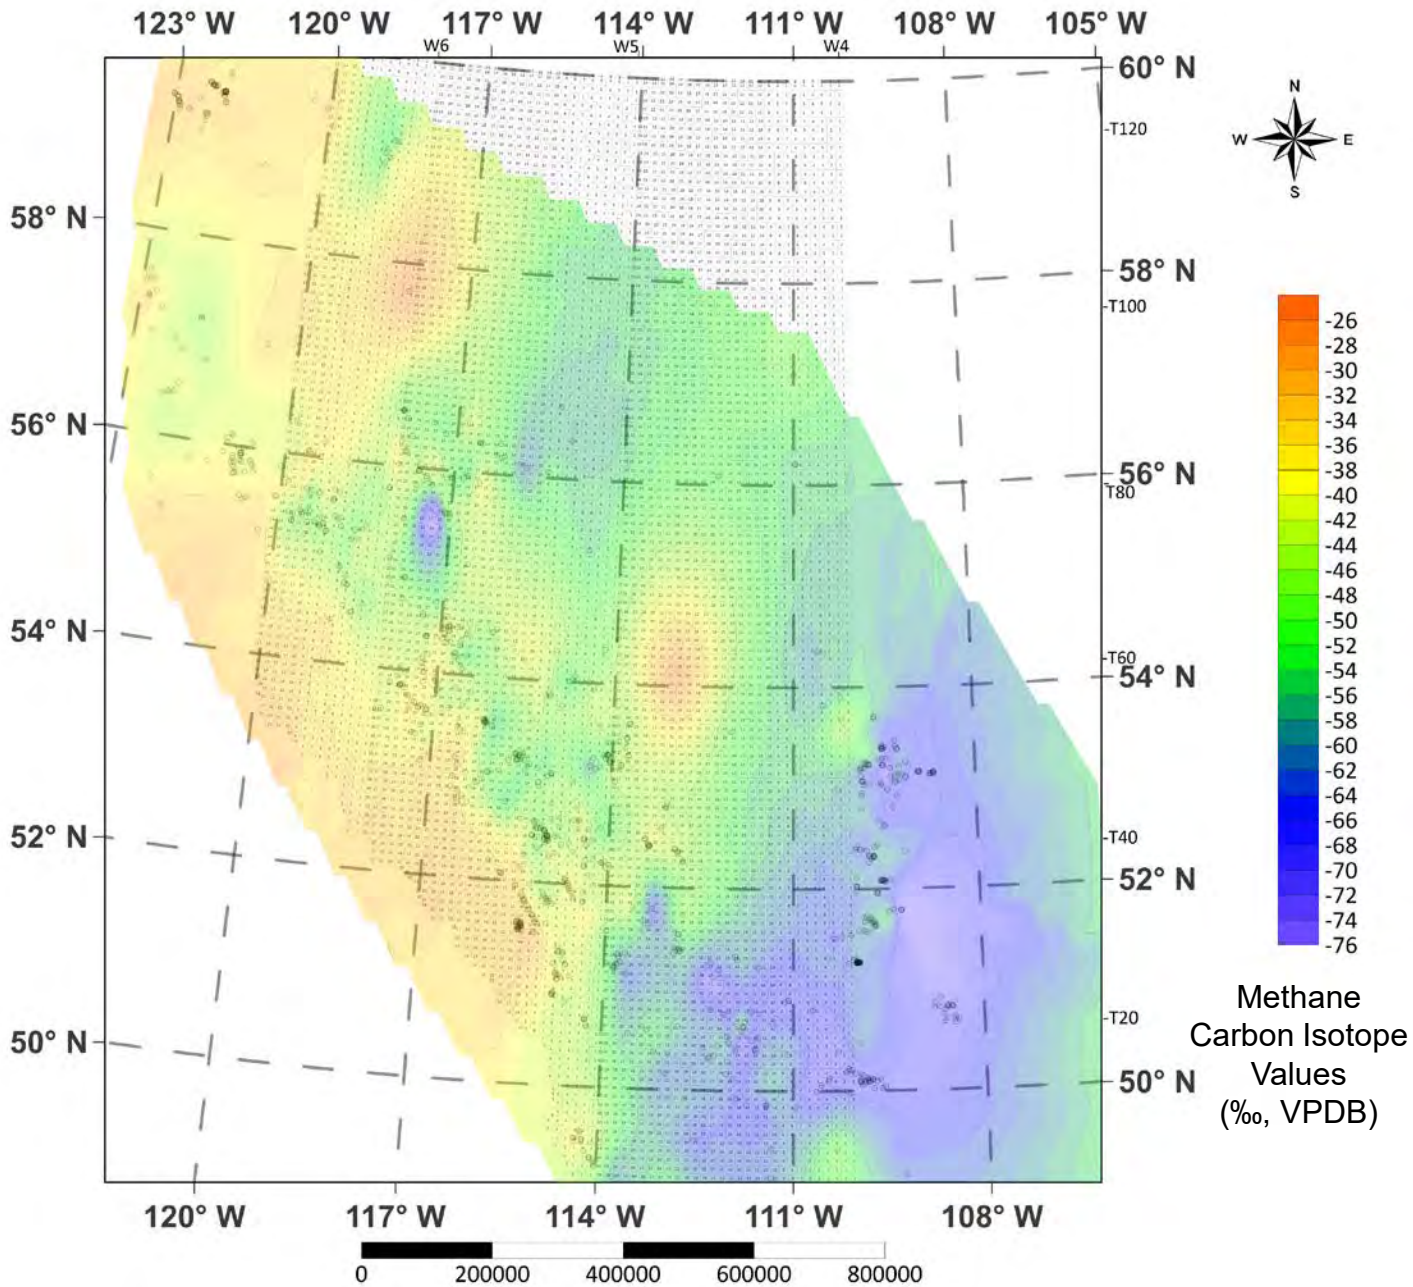 123° W 120° W 117° W 114° W 111° W 108° W 105° W
W6 W5 W4
60° N
N
-T120
W E
S
58° N
58° N
-T100
-26
-28
-30
-32
-34
56° N
-36
-38
56° N
-40
-T80
-42
-44
-46
-48
54° N
-50
-52
-T60
54° N
-54
-56
-58
-60
-62
-64
52° N
-T40
-66
-68
52° N
-70
-72
-74
-76
Methane
-T20
Carbon Isotope
50° N
Values
50° N
(‰, VPDB)
120° W 117° W 114° W 111° W 108° W
0 200000 400000 600000 800000